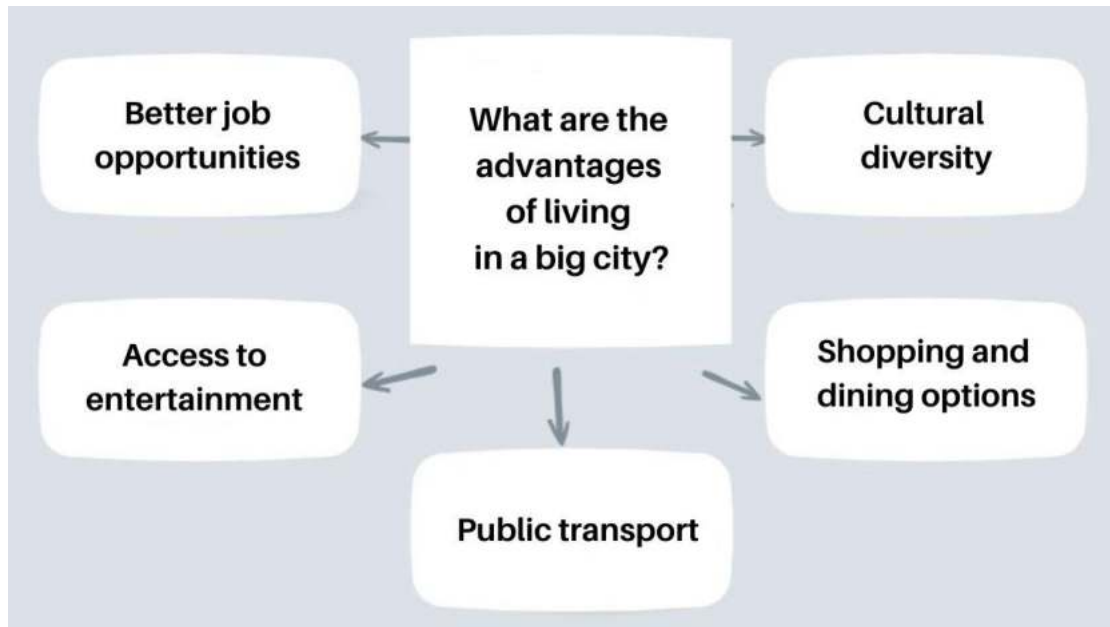 What are the
advantages
of living
in a big city?
Better job
opportunities
Cultural
diversity
Access to
entertainment
Shopping and
dining options
Public transport